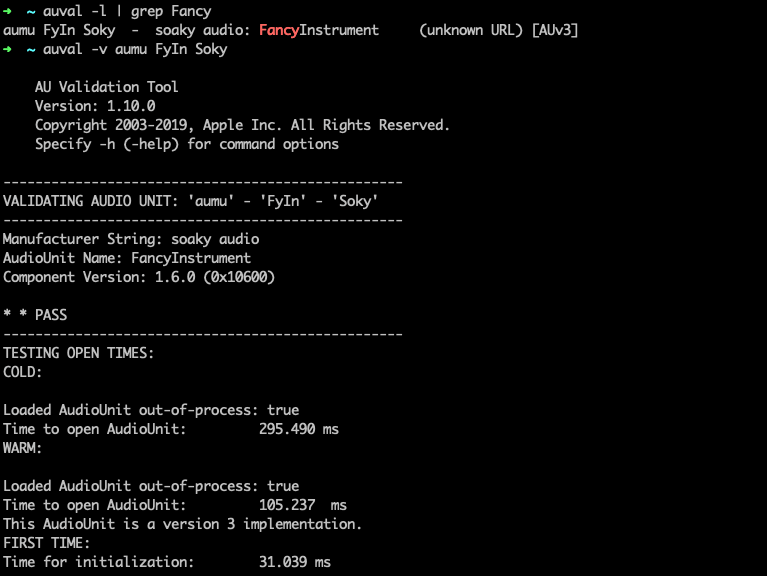 ➜ ~ auval -l | grep Fancy
aumu FyIn Soky  -  soaky audio: FancyInstrument     (unknown URL) [AUv3]
➜ ~ auval -v aumu FyIn Soky
AU Validation Tool
Version: 1.10.0
Copyright 2003-2019, Apple Inc. All Rights Reserved.
Specify -h (-help) for command options
--------------------------------------------------
VALIDATING AUDIO UNIT: 'aumu' - 'FyIn' - 'Soky'
--------------------------------------------------
Manufacturer String: soaky audio
AudioUnit Name: FancyInstrument
Component Version: 1.6.0 (0x10600)
* * PASS
--------------------------------------------------
TESTING OPEN TIMES:
COLD:
Loaded AudioUnit out-of-process: true
Time to open AudioUnit:         295.490 ms
WARM:
Loaded AudioUnit out-of-process: true
Time to open AudioUnit:         105.237  ms
This AudioUnit is a version 3 implementation.
FIRST TIME:
Time for initialization:        31.039 ms